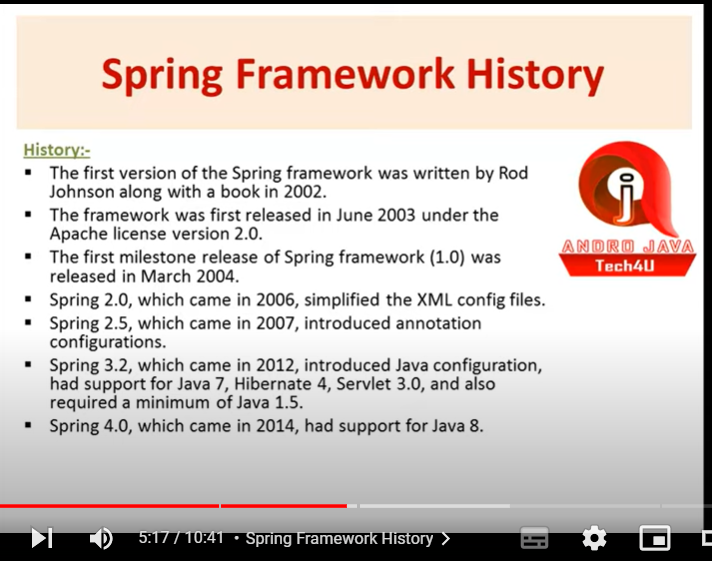 Spring Framework History
History:-
▪ The first version of the Spring framework was written by Rod
Johnson along with a book in 2002.
▪ The framework was first released in June 2003 under the
Apache license version 2.0.
▪ The first milestone release of Spring framework (1.0) was
released in March 2004.
▪ Spring 2.0, which came in 2006, simplified the XML config files.
▪ Spring 2.5, which came in 2007, introduced annotation
configurations.
▪ Spring 3.2, which came in 2012, introduced Java configuration,
had support for Java 7, Hibernate 4, Servlet 3.0, and also
required a minimum of Java 1.5.
▪ Spring 4.0, which came in 2014, had support for Java 8.
j
ANDRO JAVA
Tech4U
5:17 / 10:41 • Spring Framework History >